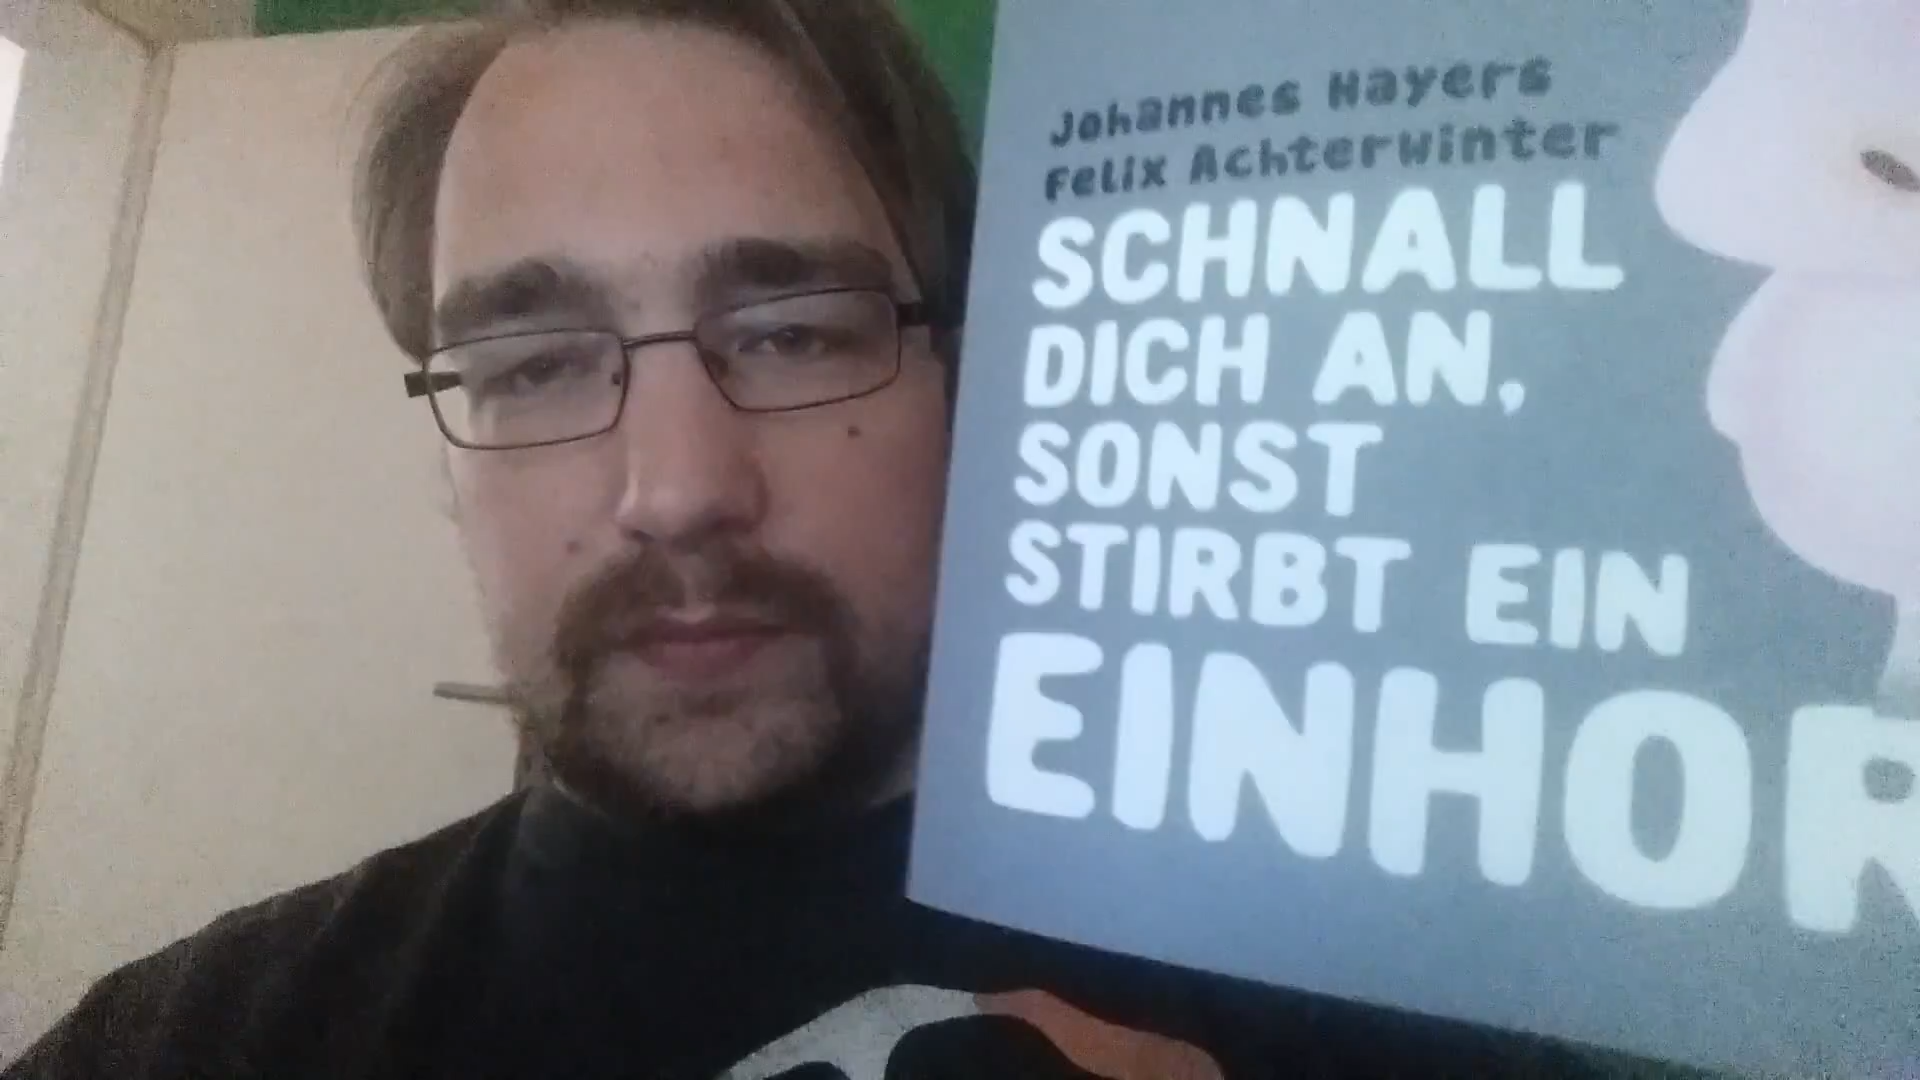 Johannes Hayers
Felix Achterwinter
SCHNALL
DICH AN,
SONST
STIRBT EIN
EINHOR